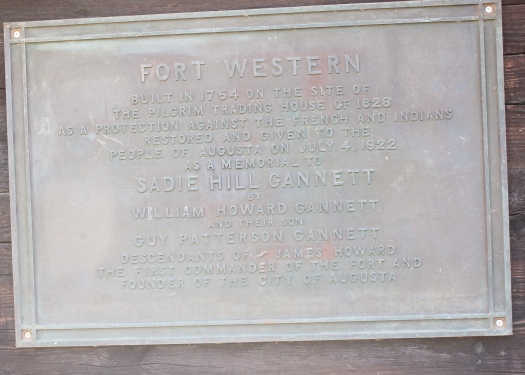 FORT WESTERN
BUILT IN 1754 ON THE SITE OF
THE PILGRIM TRADING HOUSE OF 1628
AS A PROTECTION AGAINST THE FRENCH AND INDIANS
RESTORED AND GIVEN TO THE
PEOPLE OF AUGUSTA ON JULY 4, 1922
AS A MEMORIAL TO
SADIE HILL GANNETT
BY
WILLIAM HOWARD GANNETT
AND THEIR SON
GUY PATTERSON GANNETT
DESCENDANTS OF – JAMES HOWARD
THE FIRST COMMANDER OF THE FORT AND
FOUNDER OF THE CITY OF AUGUSTA